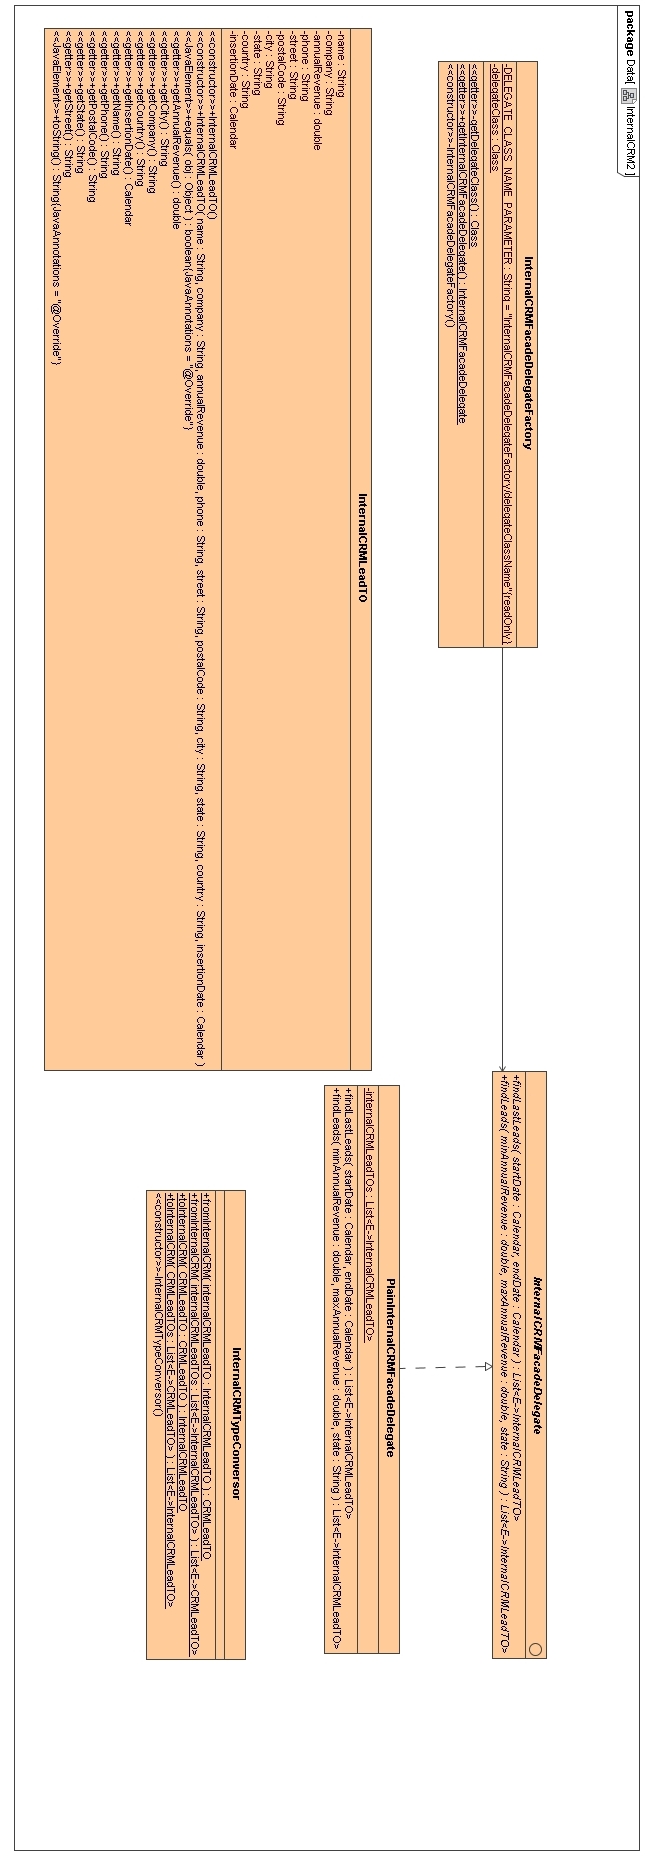 package Data[ InternalCRM2 ]
InternalCRMFacadeDelegateFactory
-DELEGATE_CLASS_NAME_PARAMETER : String = "InternalCRMFacadeDelegateFactory/delegateClassName"{readOnly}
-delegateClass : Class
<<getter>>-getDelegateClass() : Class
<<getter>>+getInternalCRMFacadeDelegate() : InternalCRMFacadeDelegate
<<constructor>>-InternalCRMFacadeDelegateFactory()
InternalCRMFacadeDelegate
+findLastLeads( startDate : Calendar, endDate : Calendar ) : List<E->InternalCRMLeadTO>
+findLeads( minAnnualRevenue : double, maxAnnualRevenue : double, state : String ) : List<E->InternalCRMLeadTO>
InternalCRMLeadTO
-name : String
-company : String
-annualRevenue : double
-phone : String
-street : String
-postalCode : String
-city : String
-state : String
-country : String
-insertionDate : Calendar
<<constructor>>+InternalCRMLeadTO()
<<constructor>>+InternalCRMLeadTO( name : String, company : String, annualRevenue : double, phone : String, street : String, postalCode : String, city : String, state : String, country : String, insertionDate : Calendar )
<<JavaElement>>+equals( obj : Object ) : boolean{JavaAnnotations = "@Override"}
<<getter>>+getAnnualRevenue() : double
<<getter>>+getCity() : String
<<getter>>+getCompany() : String
<<getter>>+getCountry() : String
<<getter>>+getInsertionDate() : Calendar
<<getter>>+getName() : String
<<getter>>+getPhone() : String
<<getter>>+getPostalCode() : String
<<getter>>+getState() : String
<<getter>>+getStreet() : String
<<JavaElement>>+toString() : String{JavaAnnotations = "@Override"}
PlainInternalCRMFacadeDelegate
-internalCRMLeadTOs : List<E->InternalCRMLeadTO>
+findLastLeads( startDate : Calendar, endDate : Calendar ) : List<E->InternalCRMLeadTO>
+findLeads( minAnnualRevenue : double, maxAnnualRevenue : double, state : String ) : List<E->InternalCRMLeadTO>
InternalCRMTypeConversor
+fromInternalCRM( internalCRMLeadTO : InternalCRMLeadTO ) : CRMLeadTO
+fromInternalCRM( internalCRMLeadTOs : List<E->InternalCRMLeadTO> ) : List<E->CRMLeadTO>
+toInternalCRM( CRMLeadTO : CRMLeadTO ) : InternalCRMLeadTO
+toInternalCRM( CRMLeadTOs : List<E->CRMLeadTO> ) : List<E->InternalCRMLeadTO>
<<constructor>>-InternalCRMTypeConversor()